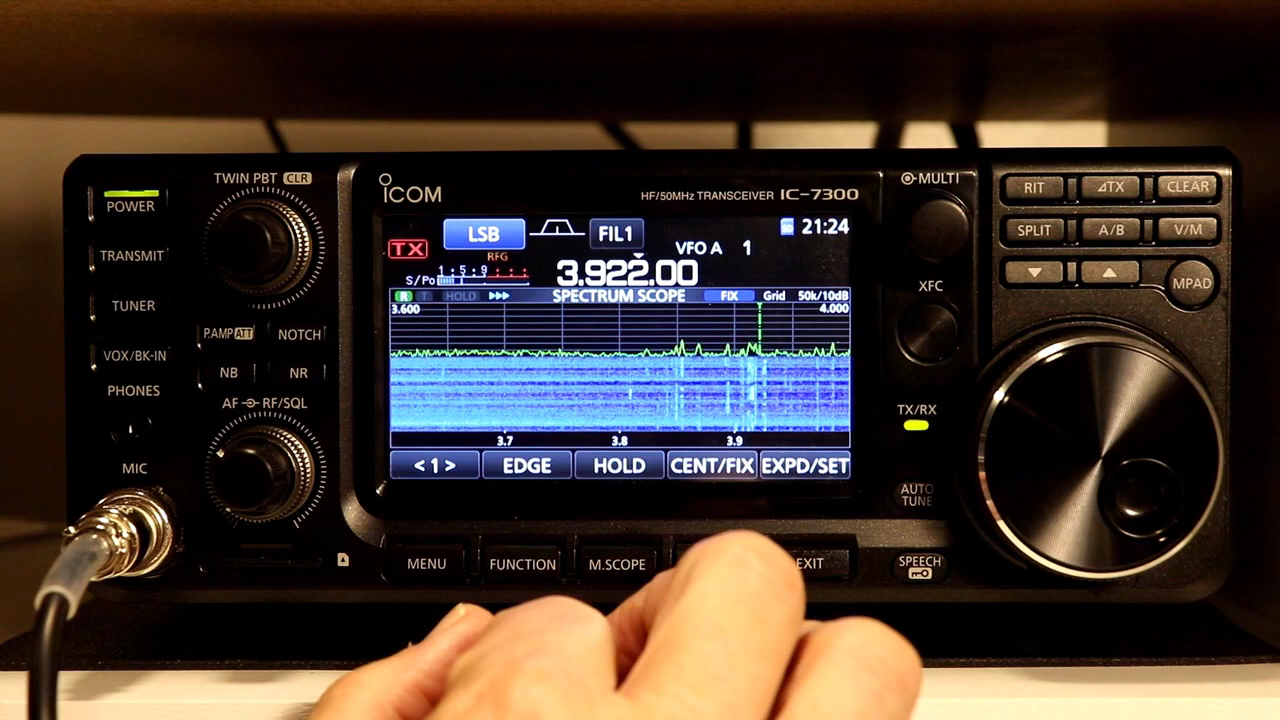 POWER
TRANSMIT
TUNER
VOX/BK-IN
PHONES
MIC
TWIN PBT CLR
P.AMP ATT NOTCH
NB NR
AF RF/SQL
ICOM
HF/50MHz TRANSCEIVER IC-7300
LSB FIL1 21:24
TX VFO A 1
RFG
S/Po 1 5 9
3.922.00
R T HOLD SPECTRUM SCOPE FIX Grid 50k/10dB
3.600 4.000
3.7 3.8 3.9
<1> EDGE HOLD CENT/FIX EXPD/SET
MENU FUNCTION M.SCOPE EXIT
MULTI
XFC
TX/RX
AUTO
TUNE
SPEECH
RIT ⊿TX CLEAR
SPLIT A/B V/M
▼ ▲ MPAD